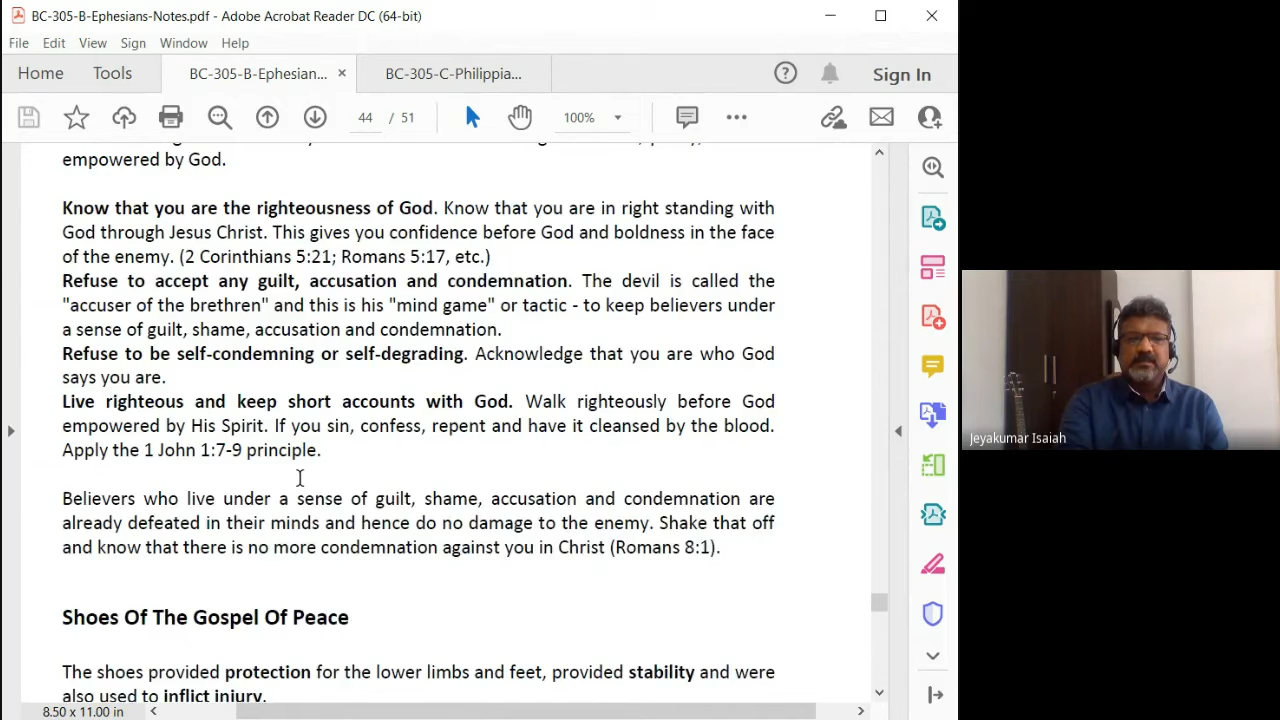 BC-305-B-Ephesians-Notes.pdf - Adobe Acrobat Reader DC (64-bit)
File Edit View Sign Window Help
Home Tools BC-305-B-Ephesian... × BC-305-C-Philippia... Sign In
44 / 51 100%
empowered by God.
Know that you are the righteousness of God. Know that you are in right standing with
God through Jesus Christ. This gives you confidence before God and boldness in the face
of the enemy. (2 Corinthians 5:21; Romans 5:17, etc.)
Refuse to accept any guilt, accusation and condemnation. The devil is called the
"accuser of the brethren" and this is his "mind game" or tactic - to keep believers under
a sense of guilt, shame, accusation and condemnation.
Refuse to be self-condemning or self-degrading. Acknowledge that you are who God
says you are.
Live righteous and keep short accounts with God. Walk righteously before God
empowered by His Spirit. If you sin, confess, repent and have it cleansed by the blood.
Apply the 1 John 1:7-9 principle.
Believers who live under a sense of guilt, shame, accusation and condemnation are
already defeated in their minds and hence do no damage to the enemy. Shake that off
and know that there is no more condemnation against you in Christ (Romans 8:1).
Shoes Of The Gospel Of Peace
The shoes provided protection for the lower limbs and feet, provided stability and were
also used to inflict injury.
8.50 x 11.00 in
Jeyakumar Isaiah